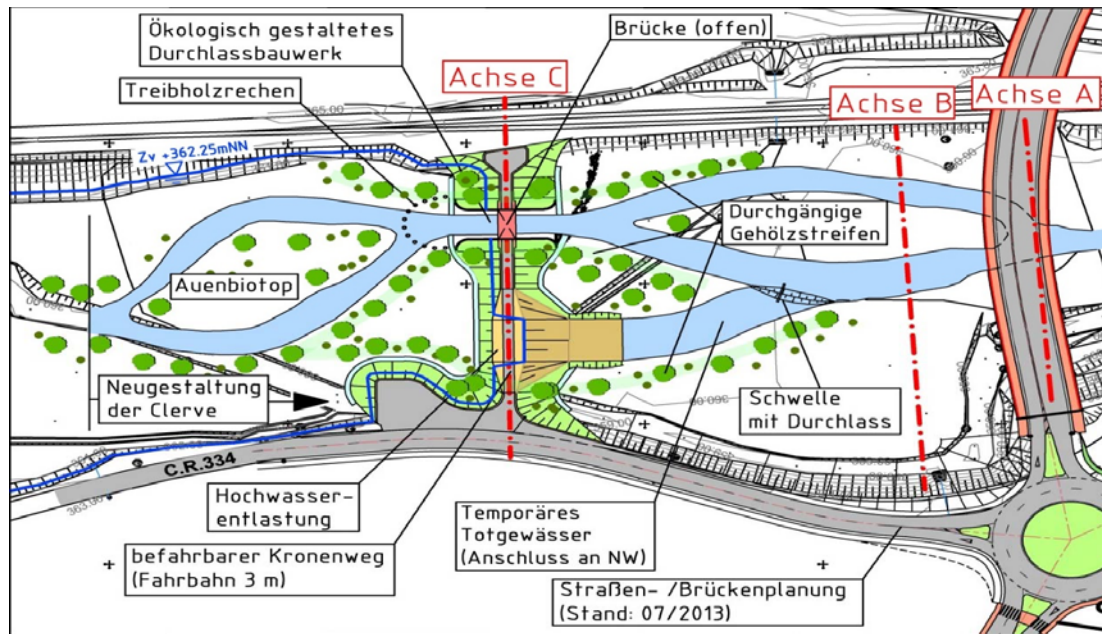 Ökologisch gestaltetes
Durchlassbauwerk
Brücke (offen)
Achse C
Treibholzrechen
Achse B
Achse A
Zv +362.25mNN
Durchgängige
Gehölzstreifen
Auenbiotop
Neugestaltung
der Clerve
Schwelle
mit Durchlass
C.R.334
363.00
Hochwasser-
entlastung
Temporäres
Totgewässer
(Anschluss an NW)
befahrbarer Kronenweg
(Fahrbahn 3 m)
Straßen- /Brückenplanung
(Stand: 07/2013)